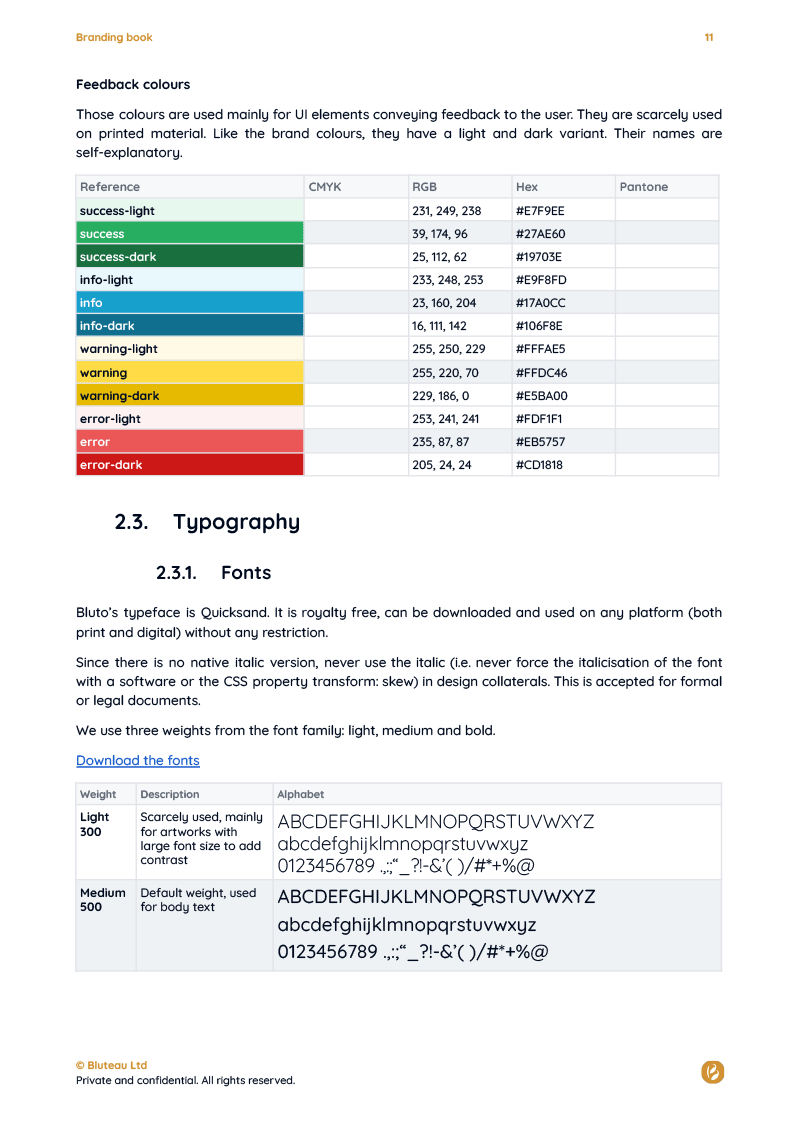 Branding book 11
Feedback colours
Those colours are used mainly for UI elements conveying feedback to the user. They are scarcely used
on printed material. Like the brand colours, they have a light and dark variant. Their names are
self-explanatory.
Reference CMYK RGB Hex Pantone
success-light 231, 249, 238 #E7F9EE
success 39, 174, 96 #27AE60
success-dark 25, 112, 62 #19703E
info-light 233, 248, 253 #E9F8FD
info 23, 160, 204 #17A0CC
info-dark 16, 111, 142 #106F8E
warning-light 255, 250, 229 #FFFAE5
warning 255, 220, 70 #FFDC46
warning-dark 229, 186, 0 #E5BA00
error-light 253, 241, 241 #FDF1F1
error 235, 87, 87 #EB5757
error-dark 205, 24, 24 #CD1818
2.3. Typography
2.3.1. Fonts
Bluto’s typeface is Quicksand. It is royalty free, can be downloaded and used on any platform (both
print and digital) without any restriction.
Since there is no native italic version, never use the italic (i.e. never force the italicisation of the font
with a software or the CSS property transform: skew) in design collaterals. This is accepted for formal
or legal documents.
We use three weights from the font family: light, medium and bold.
Download the fonts
Weight Description Alphabet
Light
300
Scarcely used, mainly
for artworks with
large font size to add
contrast
ABCDEFGHIJKLMNOPQRSTUVWXYZ
abcdefghijklmnopqrstuvwxyz
0123456789 .,:;“_?!-&’( )/#*+%@
Medium
500
Default weight, used
for body text
ABCDEFGHIJKLMNOPQRSTUVWXYZ
abcdefghijklmnopqrstuvwxyz
0123456789 .,:;“_?!-&’( )/#*+%@
© Bluteau Ltd
Private and confidential. All rights reserved.